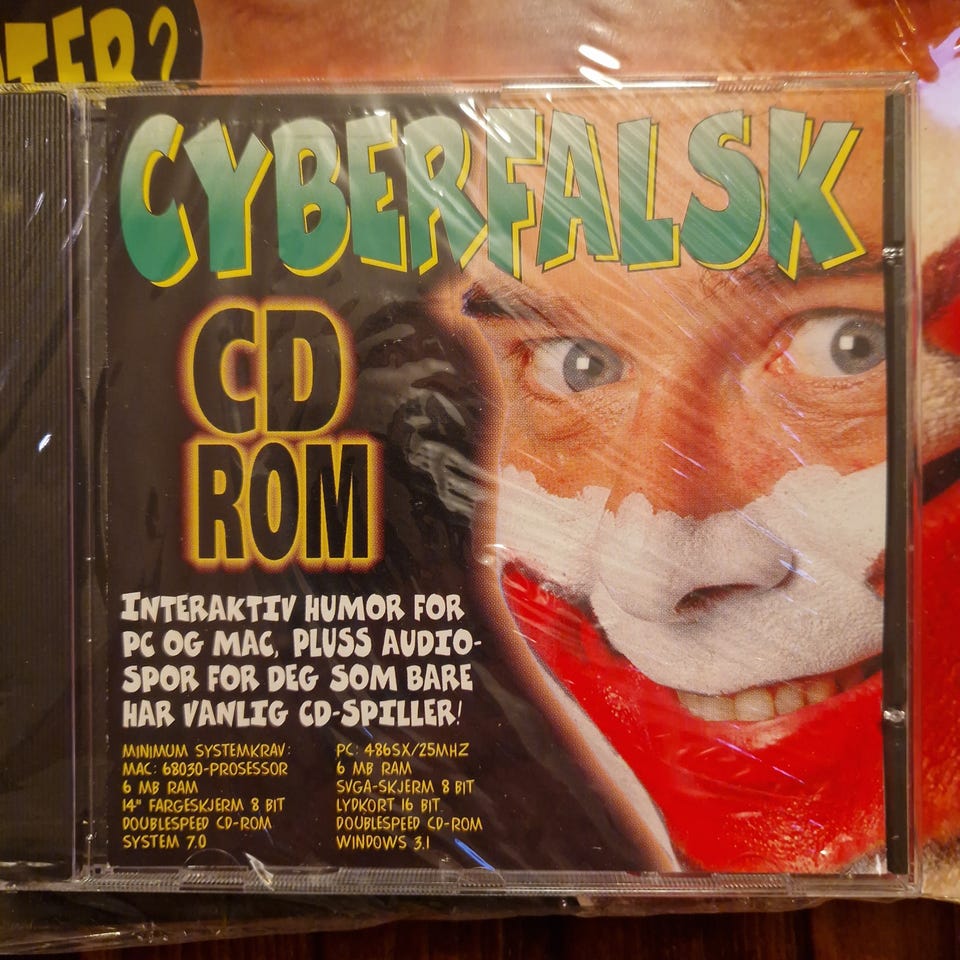 CYBERFALSK
CD
ROM
INTERAKTIV HUMOR FOR
PC OG MAC, PLUSS AUDIO-
SPOR FOR DEG SOM BARE
HAR VANLIG CD-SPILLER!
MINIMUM SYSTEMKRAV:
MAC: 68030-PROSESSOR
6 MB RAM
14" FARGESKJERM 8 BIT
DOUBLESPEED CD-ROM
SYSTEM 7.0
PC: 486SX/25MHZ
6 MB RAM
SVGA-SKJERM 8 BIT
LYDKORT 16 BIT
DOUBLESPEED CD-ROM
WINDOWS 3.1